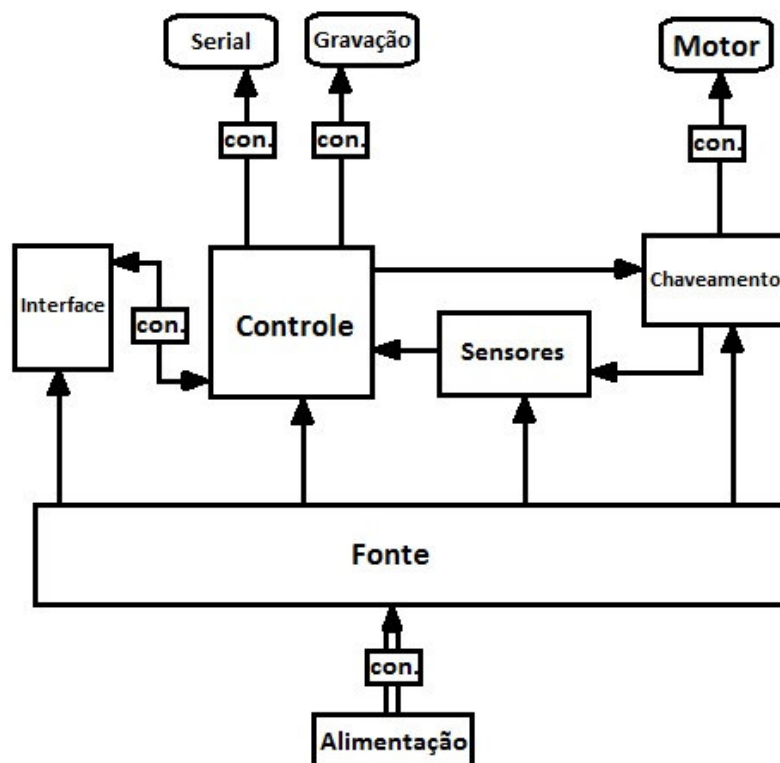 Serial
Gravação
Motor
con.
con.
con.
Interface
con.
Controle
Sensores
Chaveamento
Fonte
con.
Alimentação